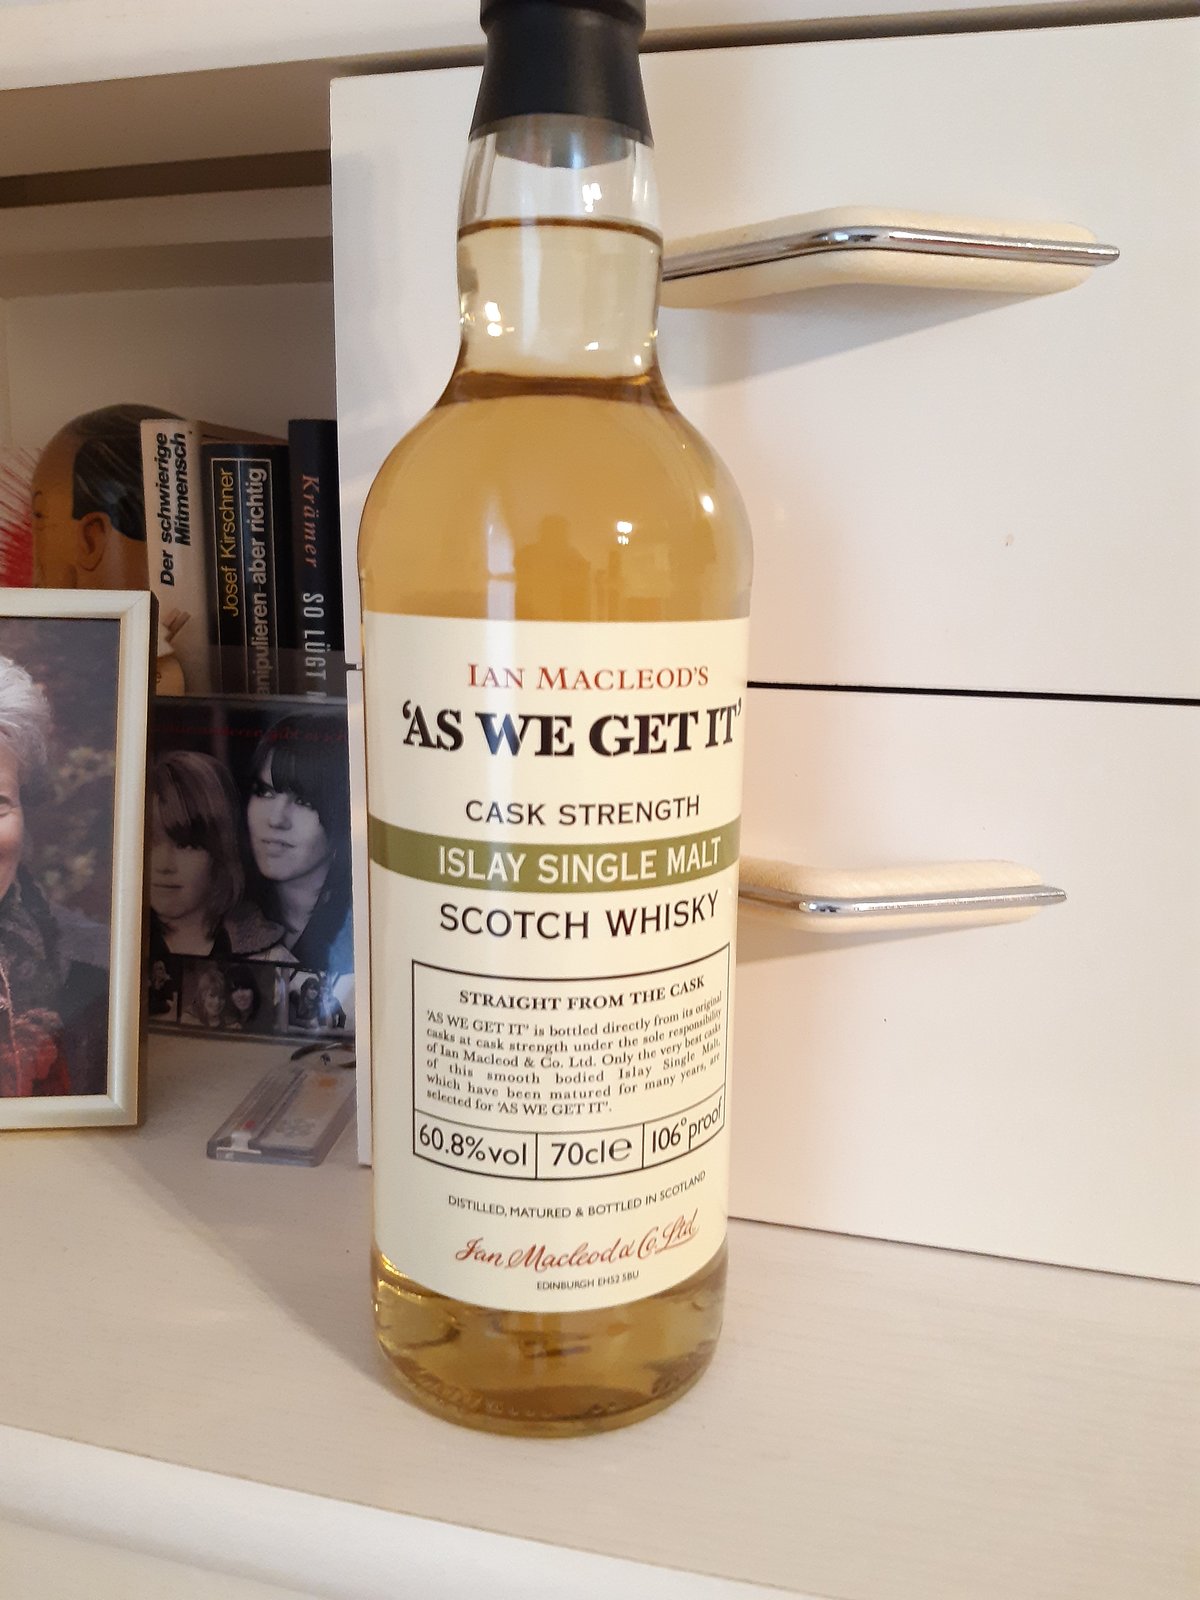 Der schwierige
Mitmensch
Josef Kirschner
anipulieren-aber richtig
Krämer SO LÜGT
IAN MACLEOD'S
'AS WE GET IT'
CASK STRENGTH
ISLAY SINGLE MALT
SCOTCH WHISKY
STRAIGHT FROM THE CASK
'AS WE GET IT' is bottled directly from its original
casks at cask strength under the sole responsibility
of Ian Macleod & Co. Ltd. Only the very best casks
of this smooth bodied Islay Single Malt,
which have been matured for many years, are
selected for 'AS WE GET IT'.
60.8%vol 70cl℮ 106°proof
DISTILLED, MATURED & BOTTLED IN SCOTLAND
Ian Macleod & Co. Ltd.
EDINBURGH EH52 5BU